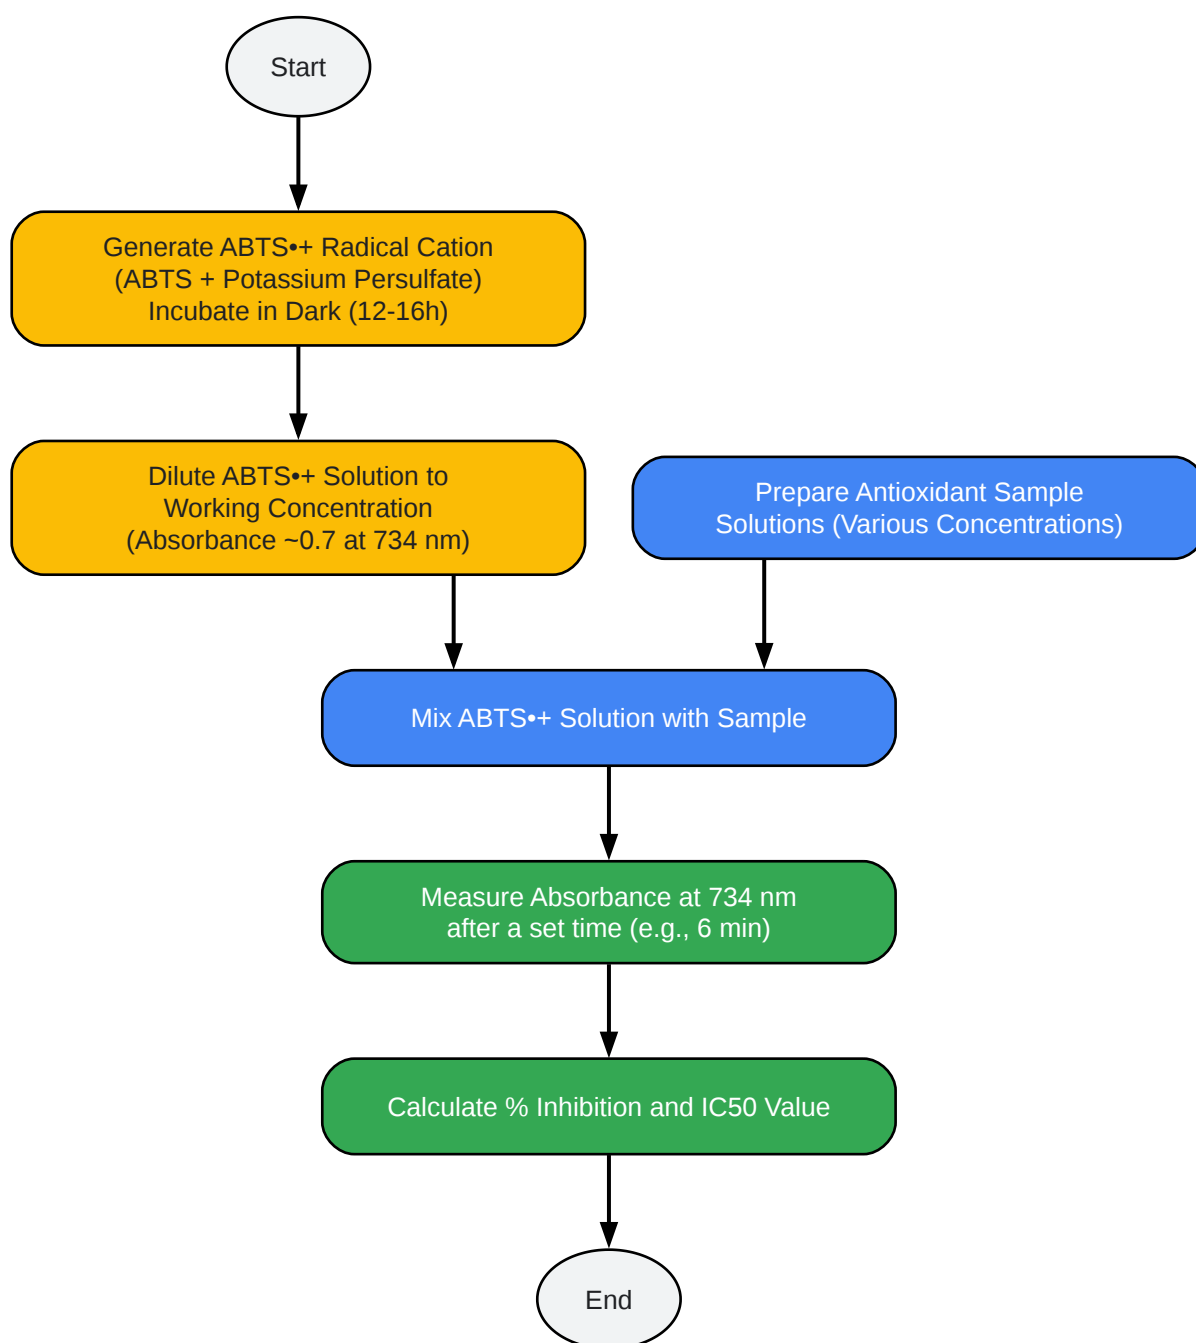 Start
Generate ABTS•+ Radical Cation
(ABTS + Potassium Persulfate)
Incubate in Dark (12-16h)
Dilute ABTS•+ Solution to
Working Concentration
(Absorbance ~0.7 at 734 nm)
Prepare Antioxidant Sample
Solutions (Various Concentrations)
Mix ABTS•+ Solution with Sample
Measure Absorbance at 734 nm
after a set time (e.g., 6 min)
Calculate % Inhibition and IC50 Value
End